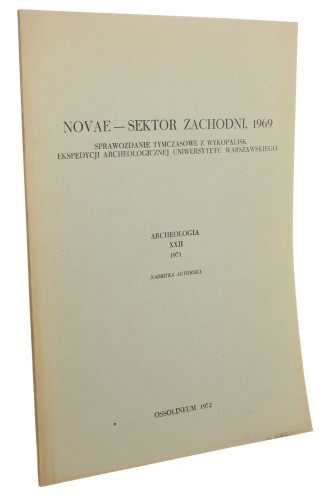 NOVAE — SEKTOR ZACHODNI, 1969
SPRAWOZDANIE TYMCZASOWE Z WYKOPALISK
EKSPEDYCJI ARCHEOLOGICZNEJ UNIWERSYTETU WARSZAWSKIEGO
ARCHEOLOGIA
XXII
1971
NADBITKA AUTORSKA
OSSOLINEUM 1972